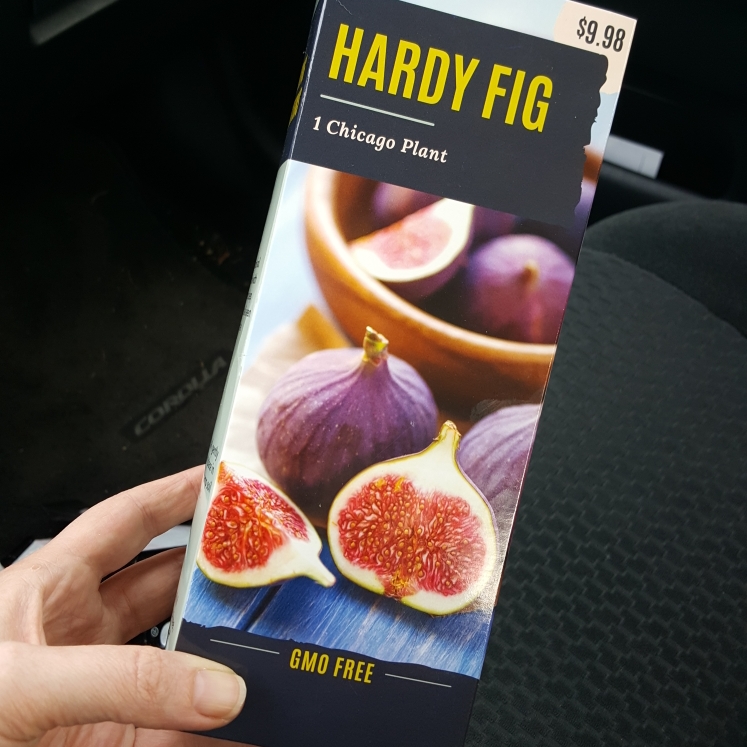 $9.98
HARDY FIG
1 Chicago Plant
GMO FREE
COROLLA